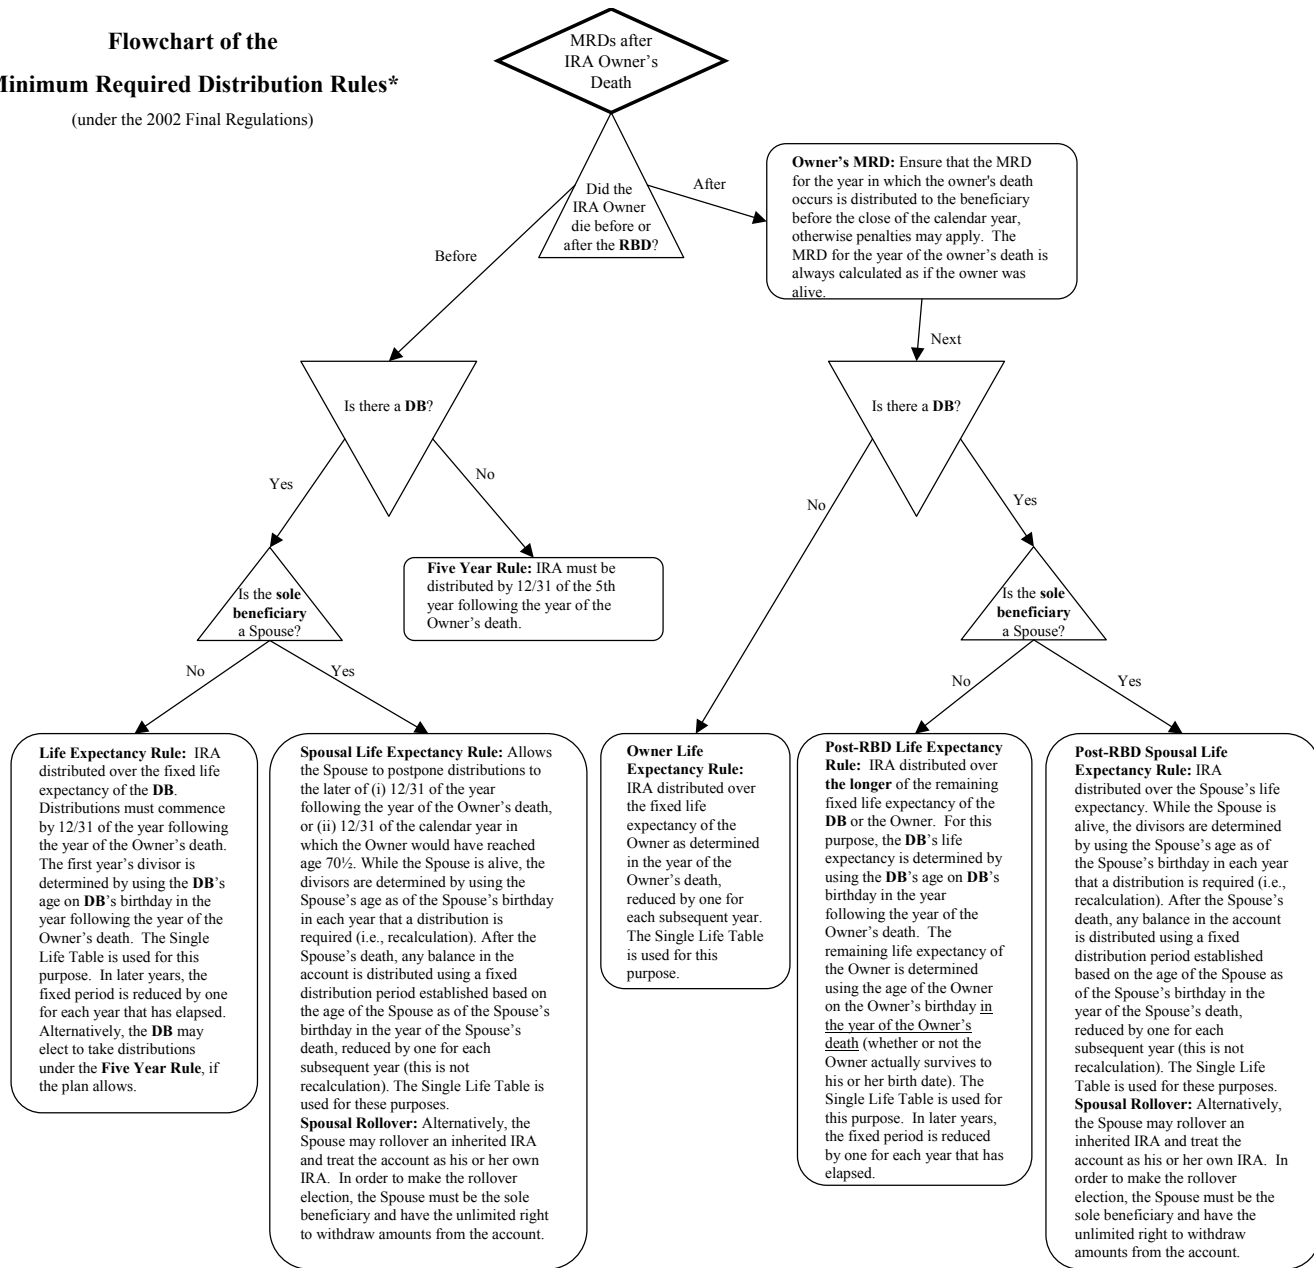 Flowchart of the
Minimum Required Distribution Rules*
(under the 2002 Final Regulations)
MRDs after
IRA Owner's
Death
Did the
IRA Owner
die before or
after the RBD?
Before
After
Owner's MRD: Ensure that the MRD
for the year in which the owner's death
occurs is distributed to the beneficiary
before the close of the calendar year,
otherwise penalties may apply. The
MRD for the year of the owner's death is
always calculated as if the owner was
alive.
Next
Is there a DB?
Is there a DB?
Yes
No
No
Yes
Five Year Rule: IRA must be
distributed by 12/31 of the 5th
year following the year of the
Owner's death.
Is the sole
beneficiary
a Spouse?
Is the sole
beneficiary
a Spouse?
No
Yes
No
Yes
Life Expectancy Rule: IRA
distributed over the fixed life
expectancy of the DB.
Distributions must commence
by 12/31 of the year following
the year of the Owner's death.
The first year's divisor is
determined by using the DB's
age on DB's birthday in the
year following the year of the
Owner's death. The Single
Life Table is used for this
purpose. In later years, the
fixed period is reduced by one
for each year that has elapsed.
Alternatively, the DB may
elect to take distributions
under the Five Year Rule, if
the plan allows.
Spousal Life Expectancy Rule: Allows
the Spouse to postpone distributions to
the later of (i) 12/31 of the year
following the year of the Owner's death,
or (ii) 12/31 of the calendar year in
which the Owner would have reached
age 70½. While the Spouse is alive, the
divisors are determined by using the
Spouse's age as of the Spouse's birthday
in each year that a distribution is
required (i.e., recalculation). After the
Spouse's death, any balance in the
account is distributed using a fixed
distribution period established based on
the age of the Spouse as of the Spouse's
birthday in the year of the Spouse's
death, reduced by one for each
subsequent year (this is not
recalculation). The Single Life Table is
used for these purposes.
Spousal Rollover: Alternatively, the
Spouse may rollover an inherited IRA
and treat the account as his or her own
IRA. In order to make the rollover
election, the Spouse must be the sole
beneficiary and have the unlimited right
to withdraw amounts from the account.
Owner Life
Expectancy Rule:
IRA distributed over
the fixed life
expectancy of the
Owner as determined
in the year of the
Owner's death,
reduced by one for
each subsequent year.
The Single Life Table
is used for this
purpose.
Post-RBD Life Expectancy
Rule: IRA distributed over
the longer of the remaining
fixed life expectancy of the
DB or the Owner. For this
purpose, the DB's life
expectancy is determined by
using the DB's age on DB's
birthday in the year
following the year of the
Owner's death. The
remaining life expectancy of
the Owner is determined
using the age of the Owner
on the Owner's birthday in
the year of the Owner's
death (whether or not the
Owner actually survives to
his or her birth date). The
Single Life Table is used for
this purpose. In later years,
the fixed period is reduced
by one for each year that has
elapsed.
Post-RBD Spousal Life
Expectancy Rule: IRA
distributed over the Spouse's life
expectancy. While the Spouse is
alive, the divisors are determined
by using the Spouse's age as of
the Spouse's birthday in each year
that a distribution is required (i.e.,
recalculation). After the Spouse's
death, any balance in the account
is distributed using a fixed
distribution period established
based on the age of the Spouse as
of the Spouse's birthday in the
year of the Spouse's death,
reduced by one for each
subsequent year (this is not
recalculation). The Single Life
Table is used for these purposes.
Spousal Rollover: Alternatively,
the Spouse may rollover an
inherited IRA and treat the
account as his or her own IRA. In
order to make the rollover
election, the Spouse must be the
sole beneficiary and have the
unlimited right to withdraw
amounts from the account.